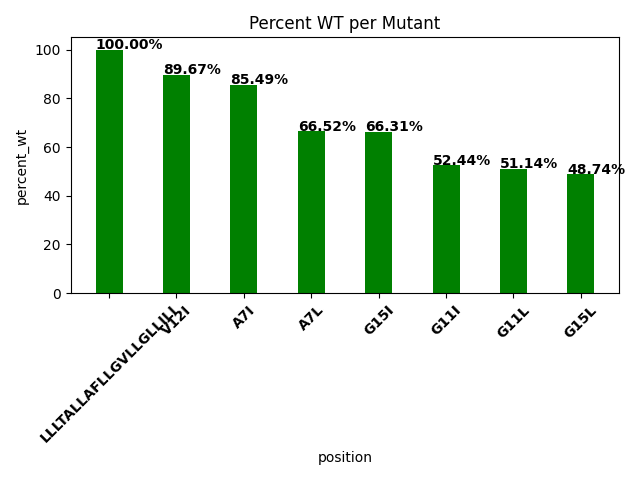 Percent WT per Mutant
percent_wt
100
80
60
40
20
0
100.00%
89.67%
85.49%
66.52%
66.31%
52.44%
51.14%
48.74%
LLLTALLAFLLGVLLGLLILL
V12I
A7I
A7L
G15I
G11I
G11L
G15L
position